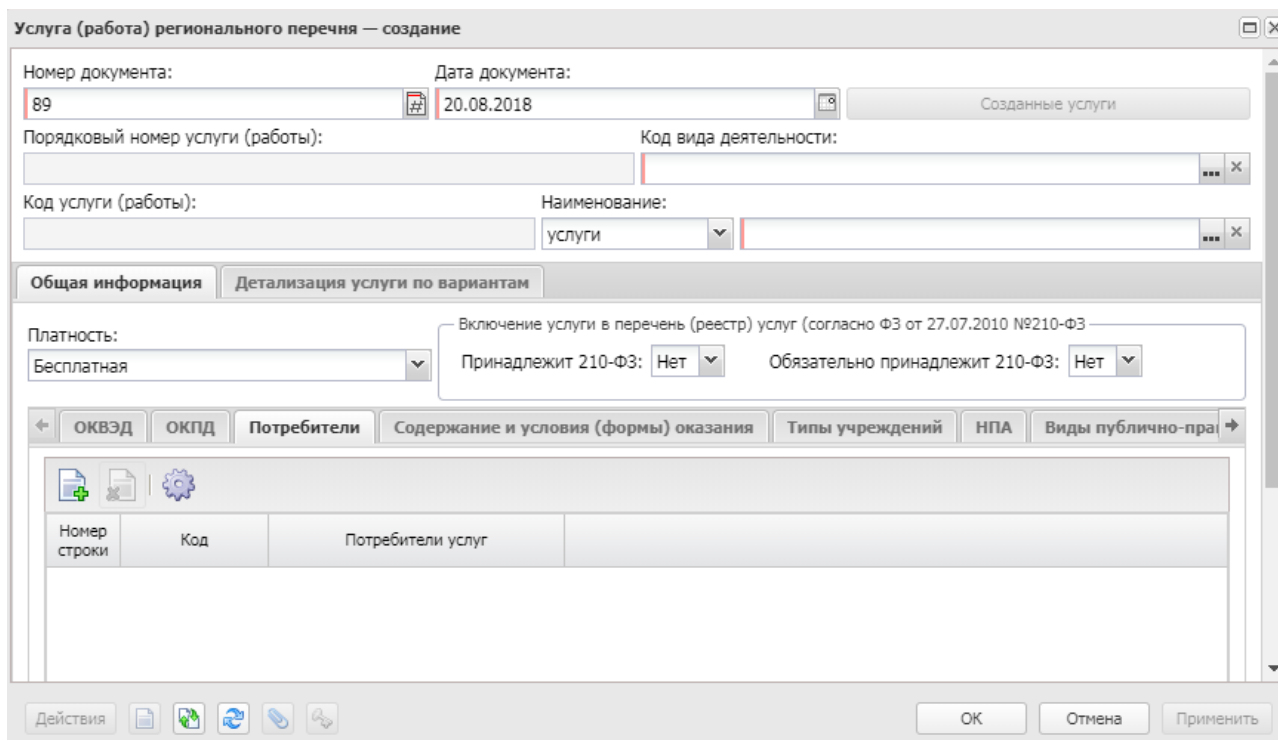 Услуга (работа) регионального перечня — создание
Номер документа: Дата документа:
89 20.08.2018 Созданные услуги
Порядковый номер услуги (работы): Код вида деятельности:
Код услуги (работы): Наименование:
услуги
Общая информация Детализация услуги по вариантам
Включение услуги в перечень (реестр) услуг (согласно ФЗ от 27.07.2010 №210-ФЗ
Платность:
Бесплатная Принадлежит 210-ФЗ: Нет Обязательно принадлежит 210-ФЗ: Нет
ОКВЭД ОКПД Потребители Содержание и условия (формы) оказания Типы учреждений НПА Виды публично-прав
Номер строки Код Потребители услуг
Действия ОК Отмена Применить